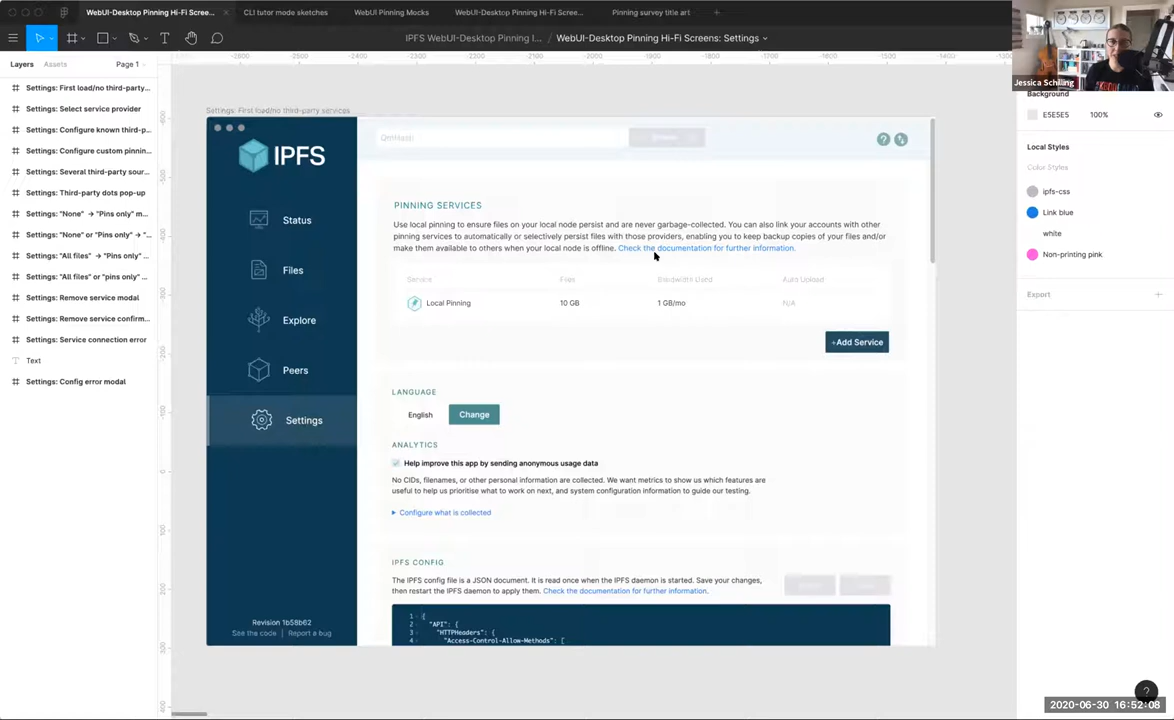 WebUI-Desktop Pinning Hi-Fi Scree...
CLI tutor mode sketches
WebUI Pinning Mocks
WebUI-Desktop Pinning Hi-Fi Scree...
Pinning survey title art
IPFS WebUI-Desktop Pinning I... / WebUI-Desktop Pinning Hi-Fi Screens: Settings
Jessica Schilling
Layers
Assets
Page 1
Settings: First load/no third-party...
Settings: Select service provider
Settings: Configure known third-p...
Settings: Configure custom pinnin...
Settings: Several third-party sour...
Settings: Third-party dots pop-up
Settings: "None" → "Pins only" m...
Settings: "None" or "Pins only" → "...
Settings: "All files" → "Pins only" ...
Settings: "All files" or "pins only" ...
Settings: Remove service modal
Settings: Remove service confirm...
Settings: Service connection error
Text
Settings: Config error modal
Settings: First load/no third-party services
IPFS
Status
Files
Explore
Peers
Settings
Revision 1b58b62
See the code | Report a bug
QmHash
PINNING SERVICES
Use local pinning to ensure files on your local node persist and are never garbage-collected. You can also link your accounts with other
pinning services to automatically or selectively persist files with those providers, enabling you to keep backup copies of your files and/or
make them available to others when your local node is offline. Check the documentation for further information.
Service Files Bandwidth Used Auto Upload
Local Pinning 10 GB 1 GB/mo N/A
+Add Service
LANGUAGE
English Change
ANALYTICS
Help improve this app by sending anonymous usage data
No CIDs, filenames, or other personal information are collected. We want metrics to show us which features are
useful to help us prioritise what to work on next, and system configuration information to guide our testing.
Configure what is collected
IPFS CONFIG
The IPFS config file is a JSON document. It is read once when the IPFS daemon is started. Save your changes,
then restart the IPFS daemon to apply them. Check the documentation for further information.
1 {
2 "API": {
3 "HTTPHeaders": {
4 "Access-Control-Allow-Methods": [
Background
E5E5E5 100%
Local Styles
Color Styles
ipfs-css
Link blue
white
Non-printing pink
Export
?
2020-06-30 16:52:08